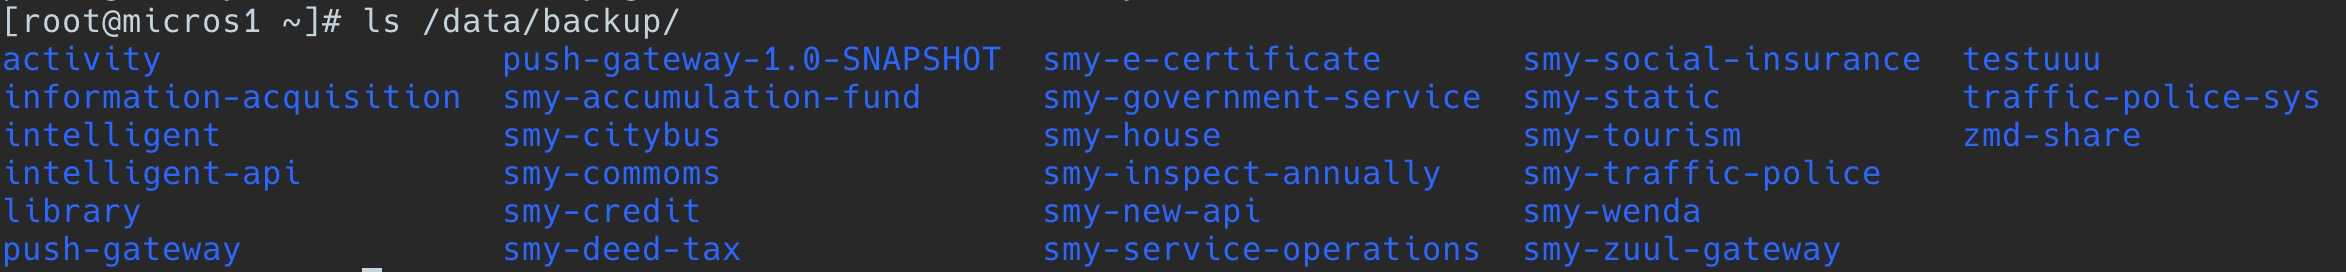 [root@micros1 ~]# ls /data/backup/
activity push-gateway-1.0-SNAPSHOT smy-e-certificate smy-social-insurance testuuu
information-acquisition smy-accumulation-fund smy-government-service smy-static traffic-police-sys
intelligent smy-citybus smy-house smy-tourism zmd-share
intelligent-api smy-commoms smy-inspect-annually smy-traffic-police
library smy-credit smy-new-api smy-wenda
push-gateway smy-deed-tax smy-service-operations smy-zuul-gateway